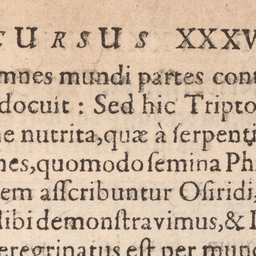 CURSUS XXXV
mnes mundi partes cont
docuit : Sed hic Tripto
ne nutrita,quæ à ſerpenti
nes,quomodo ſemina Ph
em aſſcribuntur Oſiridi,
libi demonſtravimus,& I
peregrinatus eſt per mund